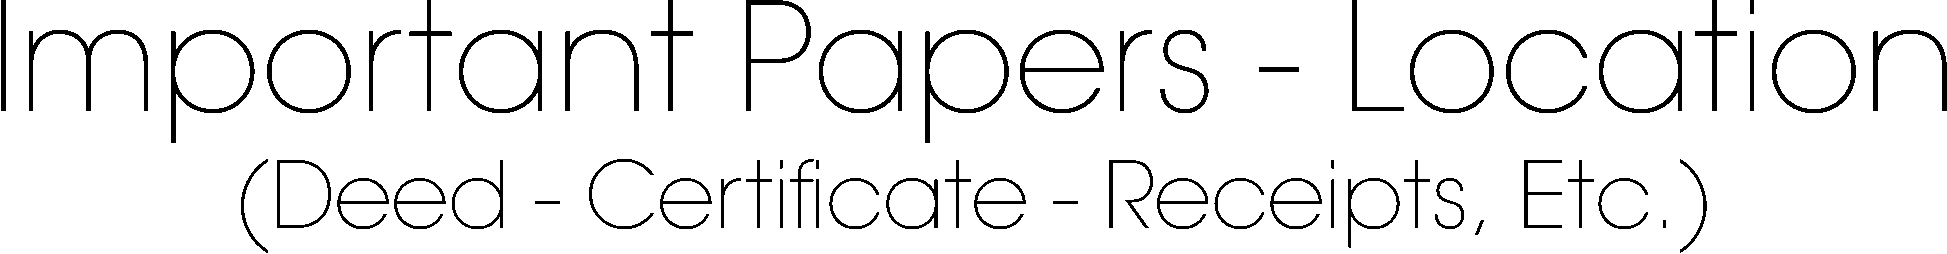 Important Papers - Location
(Deed - Certificate - Receipts, Etc.)